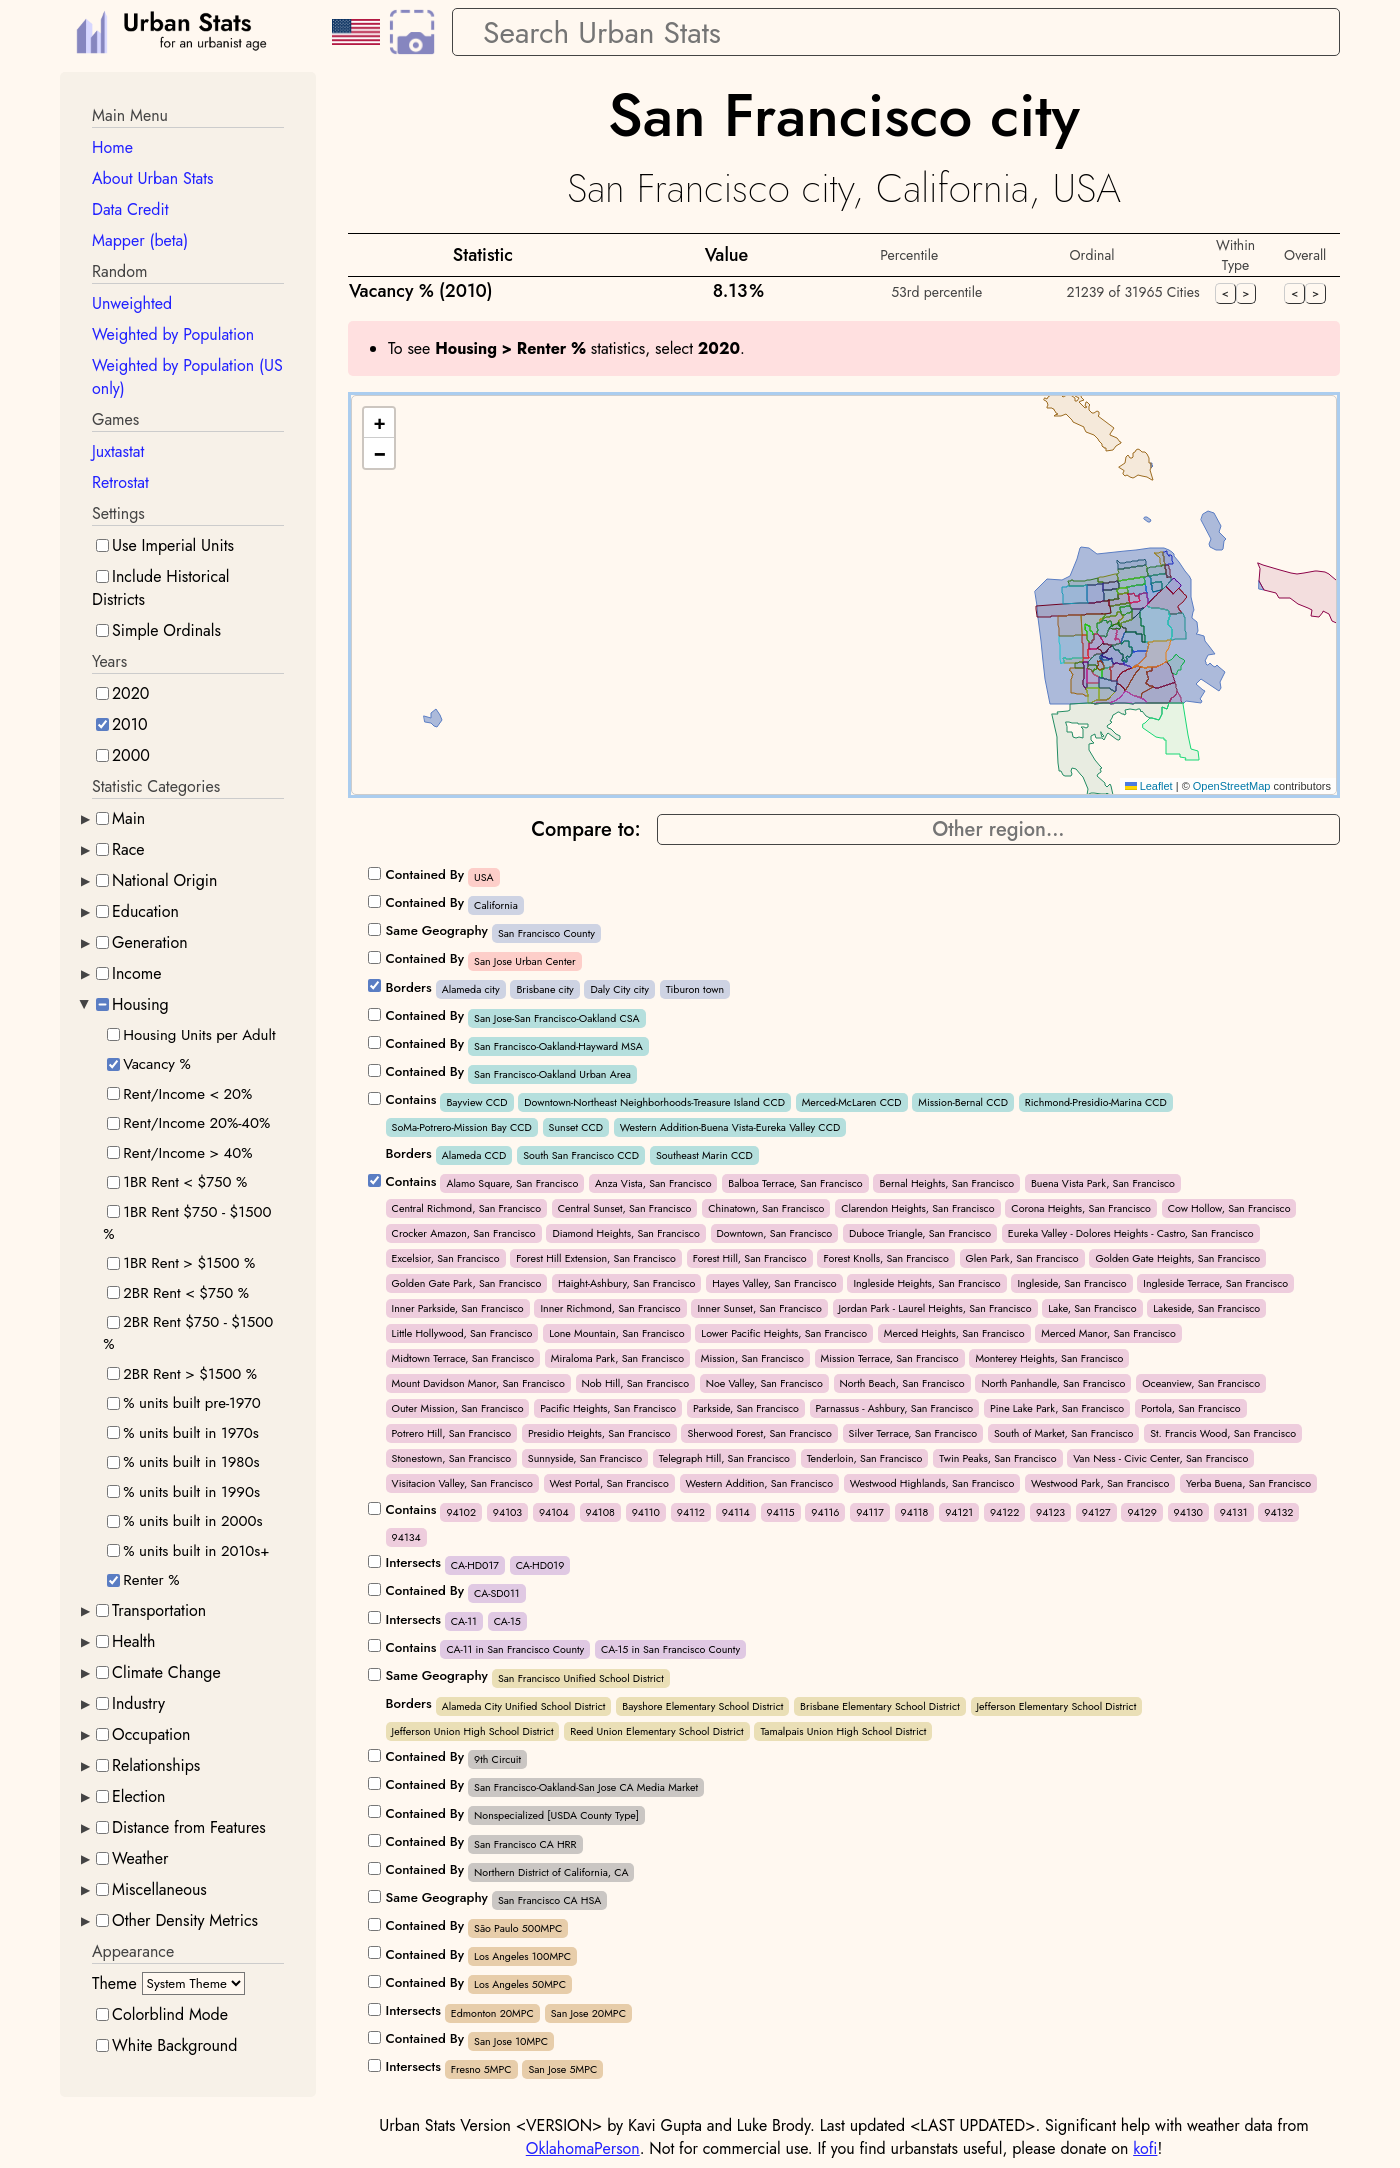 Urban Stats
for an urbanist age
Search Urban Stats
Main Menu
Home
About Urban Stats
Data Credit
Mapper (beta)
Random
Unweighted
Weighted by Population
Weighted by Population (US
only)
Games
Juxtastat
Retrostat
Settings
Use Imperial Units
Include Historical
Districts
Simple Ordinals
Years
2020
2010
2000
Statistic Categories
Main
Race
National Origin
Education
Generation
Income
Housing
Housing Units per Adult
Vacancy %
Rent/Income < 20%
Rent/Income 20%-40%
Rent/Income > 40%
1BR Rent < $750 %
1BR Rent $750 - $1500
%
1BR Rent > $1500 %
2BR Rent < $750 %
2BR Rent $750 - $1500
%
2BR Rent > $1500 %
% units built pre-1970
% units built in 1970s
% units built in 1980s
% units built in 1990s
% units built in 2000s
% units built in 2010s+
Renter %
Transportation
Health
Climate Change
Industry
Occupation
Relationships
Election
Distance from Features
Weather
Miscellaneous
Other Density Metrics
Appearance
Theme System Theme
Colorblind Mode
White Background
San Francisco city
San Francisco city, California, USA
Statistic Value Percentile Ordinal Within Type Overall
Vacancy % (2010) 8.13% 53rd percentile 21239 of 31965 Cities < > < >
• To see Housing > Renter % statistics, select 2020.
+
−
Leaflet | © OpenStreetMap contributors
Compare to: Other region...
Contained By USA
Contained By California
Same Geography San Francisco County
Contained By San Jose Urban Center
Borders Alameda city Brisbane city Daly City city Tiburon town
Contained By San Jose-San Francisco-Oakland CSA
Contained By San Francisco-Oakland-Hayward MSA
Contained By San Francisco-Oakland Urban Area
Contains Bayview CCD Downtown-Northeast Neighborhoods-Treasure Island CCD Merced-McLaren CCD Mission-Bernal CCD Richmond-Presidio-Marina CCD
SoMa-Potrero-Mission Bay CCD Sunset CCD Western Addition-Buena Vista-Eureka Valley CCD
Borders Alameda CCD South San Francisco CCD Southeast Marin CCD
Contains Alamo Square, San Francisco Anza Vista, San Francisco Balboa Terrace, San Francisco Bernal Heights, San Francisco Buena Vista Park, San Francisco
Central Richmond, San Francisco Central Sunset, San Francisco Chinatown, San Francisco Clarendon Heights, San Francisco Corona Heights, San Francisco Cow Hollow, San Francisco
Crocker Amazon, San Francisco Diamond Heights, San Francisco Downtown, San Francisco Duboce Triangle, San Francisco Eureka Valley - Dolores Heights - Castro, San Francisco
Excelsior, San Francisco Forest Hill Extension, San Francisco Forest Hill, San Francisco Forest Knolls, San Francisco Glen Park, San Francisco Golden Gate Heights, San Francisco
Golden Gate Park, San Francisco Haight-Ashbury, San Francisco Hayes Valley, San Francisco Ingleside Heights, San Francisco Ingleside, San Francisco Ingleside Terrace, San Francisco
Inner Parkside, San Francisco Inner Richmond, San Francisco Inner Sunset, San Francisco Jordan Park - Laurel Heights, San Francisco Lake, San Francisco Lakeside, San Francisco
Little Hollywood, San Francisco Lone Mountain, San Francisco Lower Pacific Heights, San Francisco Merced Heights, San Francisco Merced Manor, San Francisco
Midtown Terrace, San Francisco Miraloma Park, San Francisco Mission, San Francisco Mission Terrace, San Francisco Monterey Heights, San Francisco
Mount Davidson Manor, San Francisco Nob Hill, San Francisco Noe Valley, San Francisco North Beach, San Francisco North Panhandle, San Francisco Oceanview, San Francisco
Outer Mission, San Francisco Pacific Heights, San Francisco Parkside, San Francisco Parnassus - Ashbury, San Francisco Pine Lake Park, San Francisco Portola, San Francisco
Potrero Hill, San Francisco Presidio Heights, San Francisco Sherwood Forest, San Francisco Silver Terrace, San Francisco South of Market, San Francisco St. Francis Wood, San Francisco
Stonestown, San Francisco Sunnyside, San Francisco Telegraph Hill, San Francisco Tenderloin, San Francisco Twin Peaks, San Francisco Van Ness - Civic Center, San Francisco
Visitacion Valley, San Francisco West Portal, San Francisco Western Addition, San Francisco Westwood Highlands, San Francisco Westwood Park, San Francisco Yerba Buena, San Francisco
Contains 94102 94103 94104 94108 94110 94112 94114 94115 94116 94117 94118 94121 94122 94123 94127 94129 94130 94131 94132
94134
Intersects CA-HD017 CA-HD019
Contained By CA-SD011
Intersects CA-11 CA-15
Contains CA-11 in San Francisco County CA-15 in San Francisco County
Same Geography San Francisco Unified School District
Borders Alameda City Unified School District Bayshore Elementary School District Brisbane Elementary School District Jefferson Elementary School District
Jefferson Union High School District Reed Union Elementary School District Tamalpais Union High School District
Contained By 9th Circuit
Contained By San Francisco-Oakland-San Jose CA Media Market
Contained By Nonspecialized [USDA County Type]
Contained By San Francisco CA HRR
Contained By Northern District of California, CA
Same Geography San Francisco CA HSA
Contained By São Paulo 500MPC
Contained By Los Angeles 100MPC
Contained By Los Angeles 50MPC
Intersects Edmonton 20MPC San Jose 20MPC
Contained By San Jose 10MPC
Intersects Fresno 5MPC San Jose 5MPC
Urban Stats Version <VERSION> by Kavi Gupta and Luke Brody. Last updated <LAST UPDATED>. Significant help with weather data from
OklahomaPerson. Not for commercial use. If you find urbanstats useful, please donate on kofi!